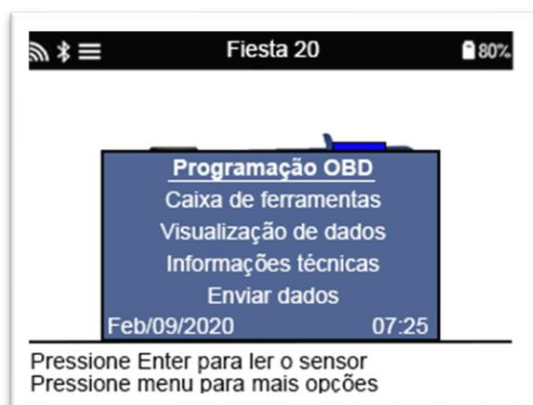 Fiesta 20 80%
Programação OBD
Caixa de ferramentas
Visualização de dados
Informações técnicas
Enviar dados
Feb/09/2020 07:25
Pressione Enter para ler o sensor
Pressione menu para mais opções